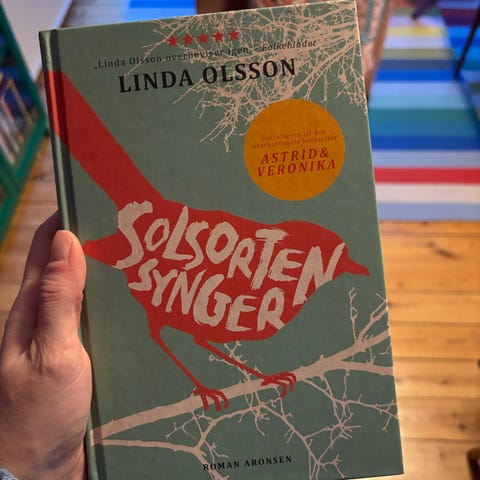 ★★★★★
„Linda Olsson overbeviser igen.” Folkebladet
LINDA OLSSON
Forfatteren til den
internationale bestseller
ASTRID &
VERONIKA
SOLSORTEN
SYNGER
ROMAN ARONSEN